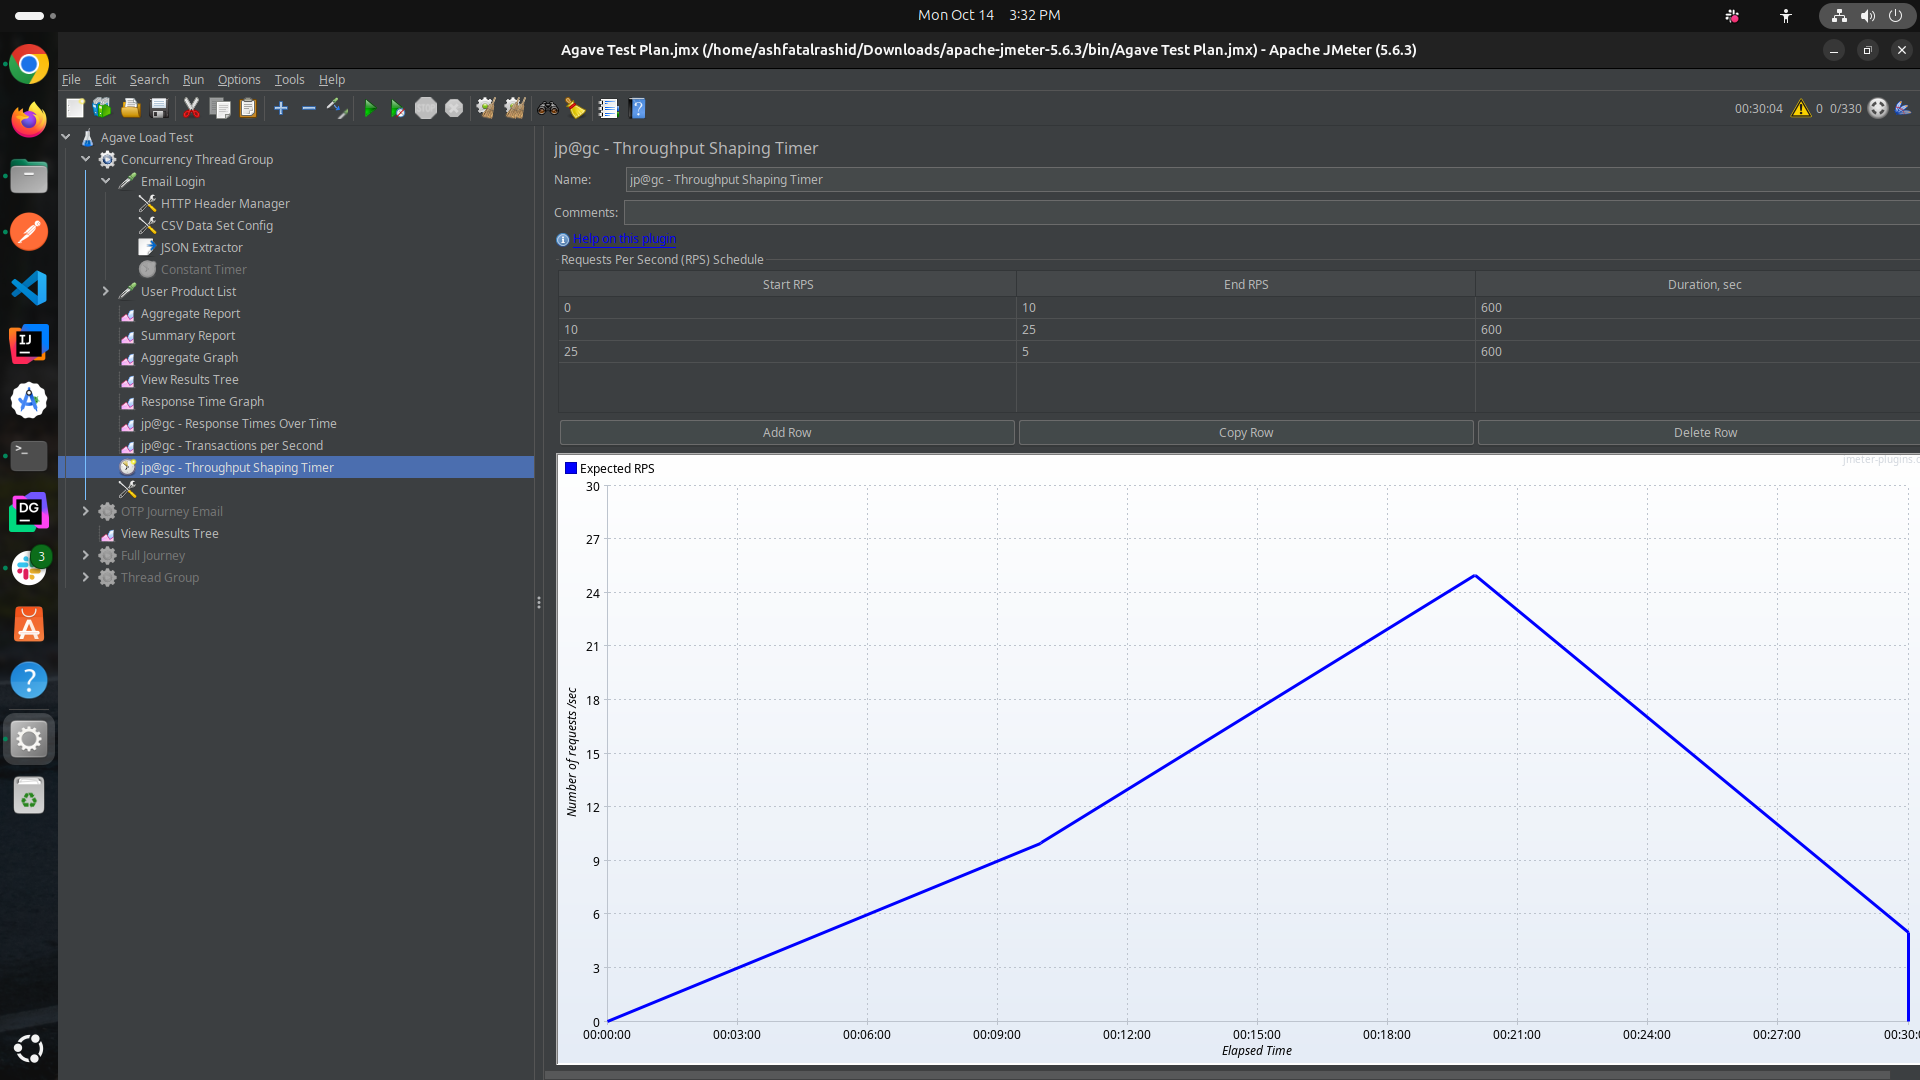 Mon Oct 14 3:32 PM
Agave Test Plan.jmx (/home/ashfatalrashid/Downloads/apache-jmeter-5.6.3/bin/Agave Test Plan.jmx) - Apache JMeter (5.6.3)
File Edit Search Run Options Tools Help
00:30:04 0 0/330
Agave Load Test
Concurrency Thread Group
Email Login
HTTP Header Manager
CSV Data Set Config
JSON Extractor
Constant Timer
User Product List
Aggregate Report
Summary Report
Aggregate Graph
View Results Tree
Response Time Graph
jp@gc - Response Times Over Time
jp@gc - Transactions per Second
jp@gc - Throughput Shaping Timer
Counter
OTP Journey Email
View Results Tree
Full Journey
Thread Group
jp@gc - Throughput Shaping Timer
Name: jp@gc - Throughput Shaping Timer
Comments:
Help on this plugin
Requests Per Second (RPS) Schedule
Start RPS End RPS Duration, sec
0 10 600
10 25 600
25 5 600
Add Row Copy Row Delete Row
jmeter-plugins.o
Expected RPS
30
27
24
21
18
15
12
9
6
3
0
Number of requests /sec
00:00:00 00:03:00 00:06:00 00:09:00 00:12:00 00:15:00 00:18:00 00:21:00 00:24:00 00:27:00 00:30:0
Elapsed Time
IJ
DG
3